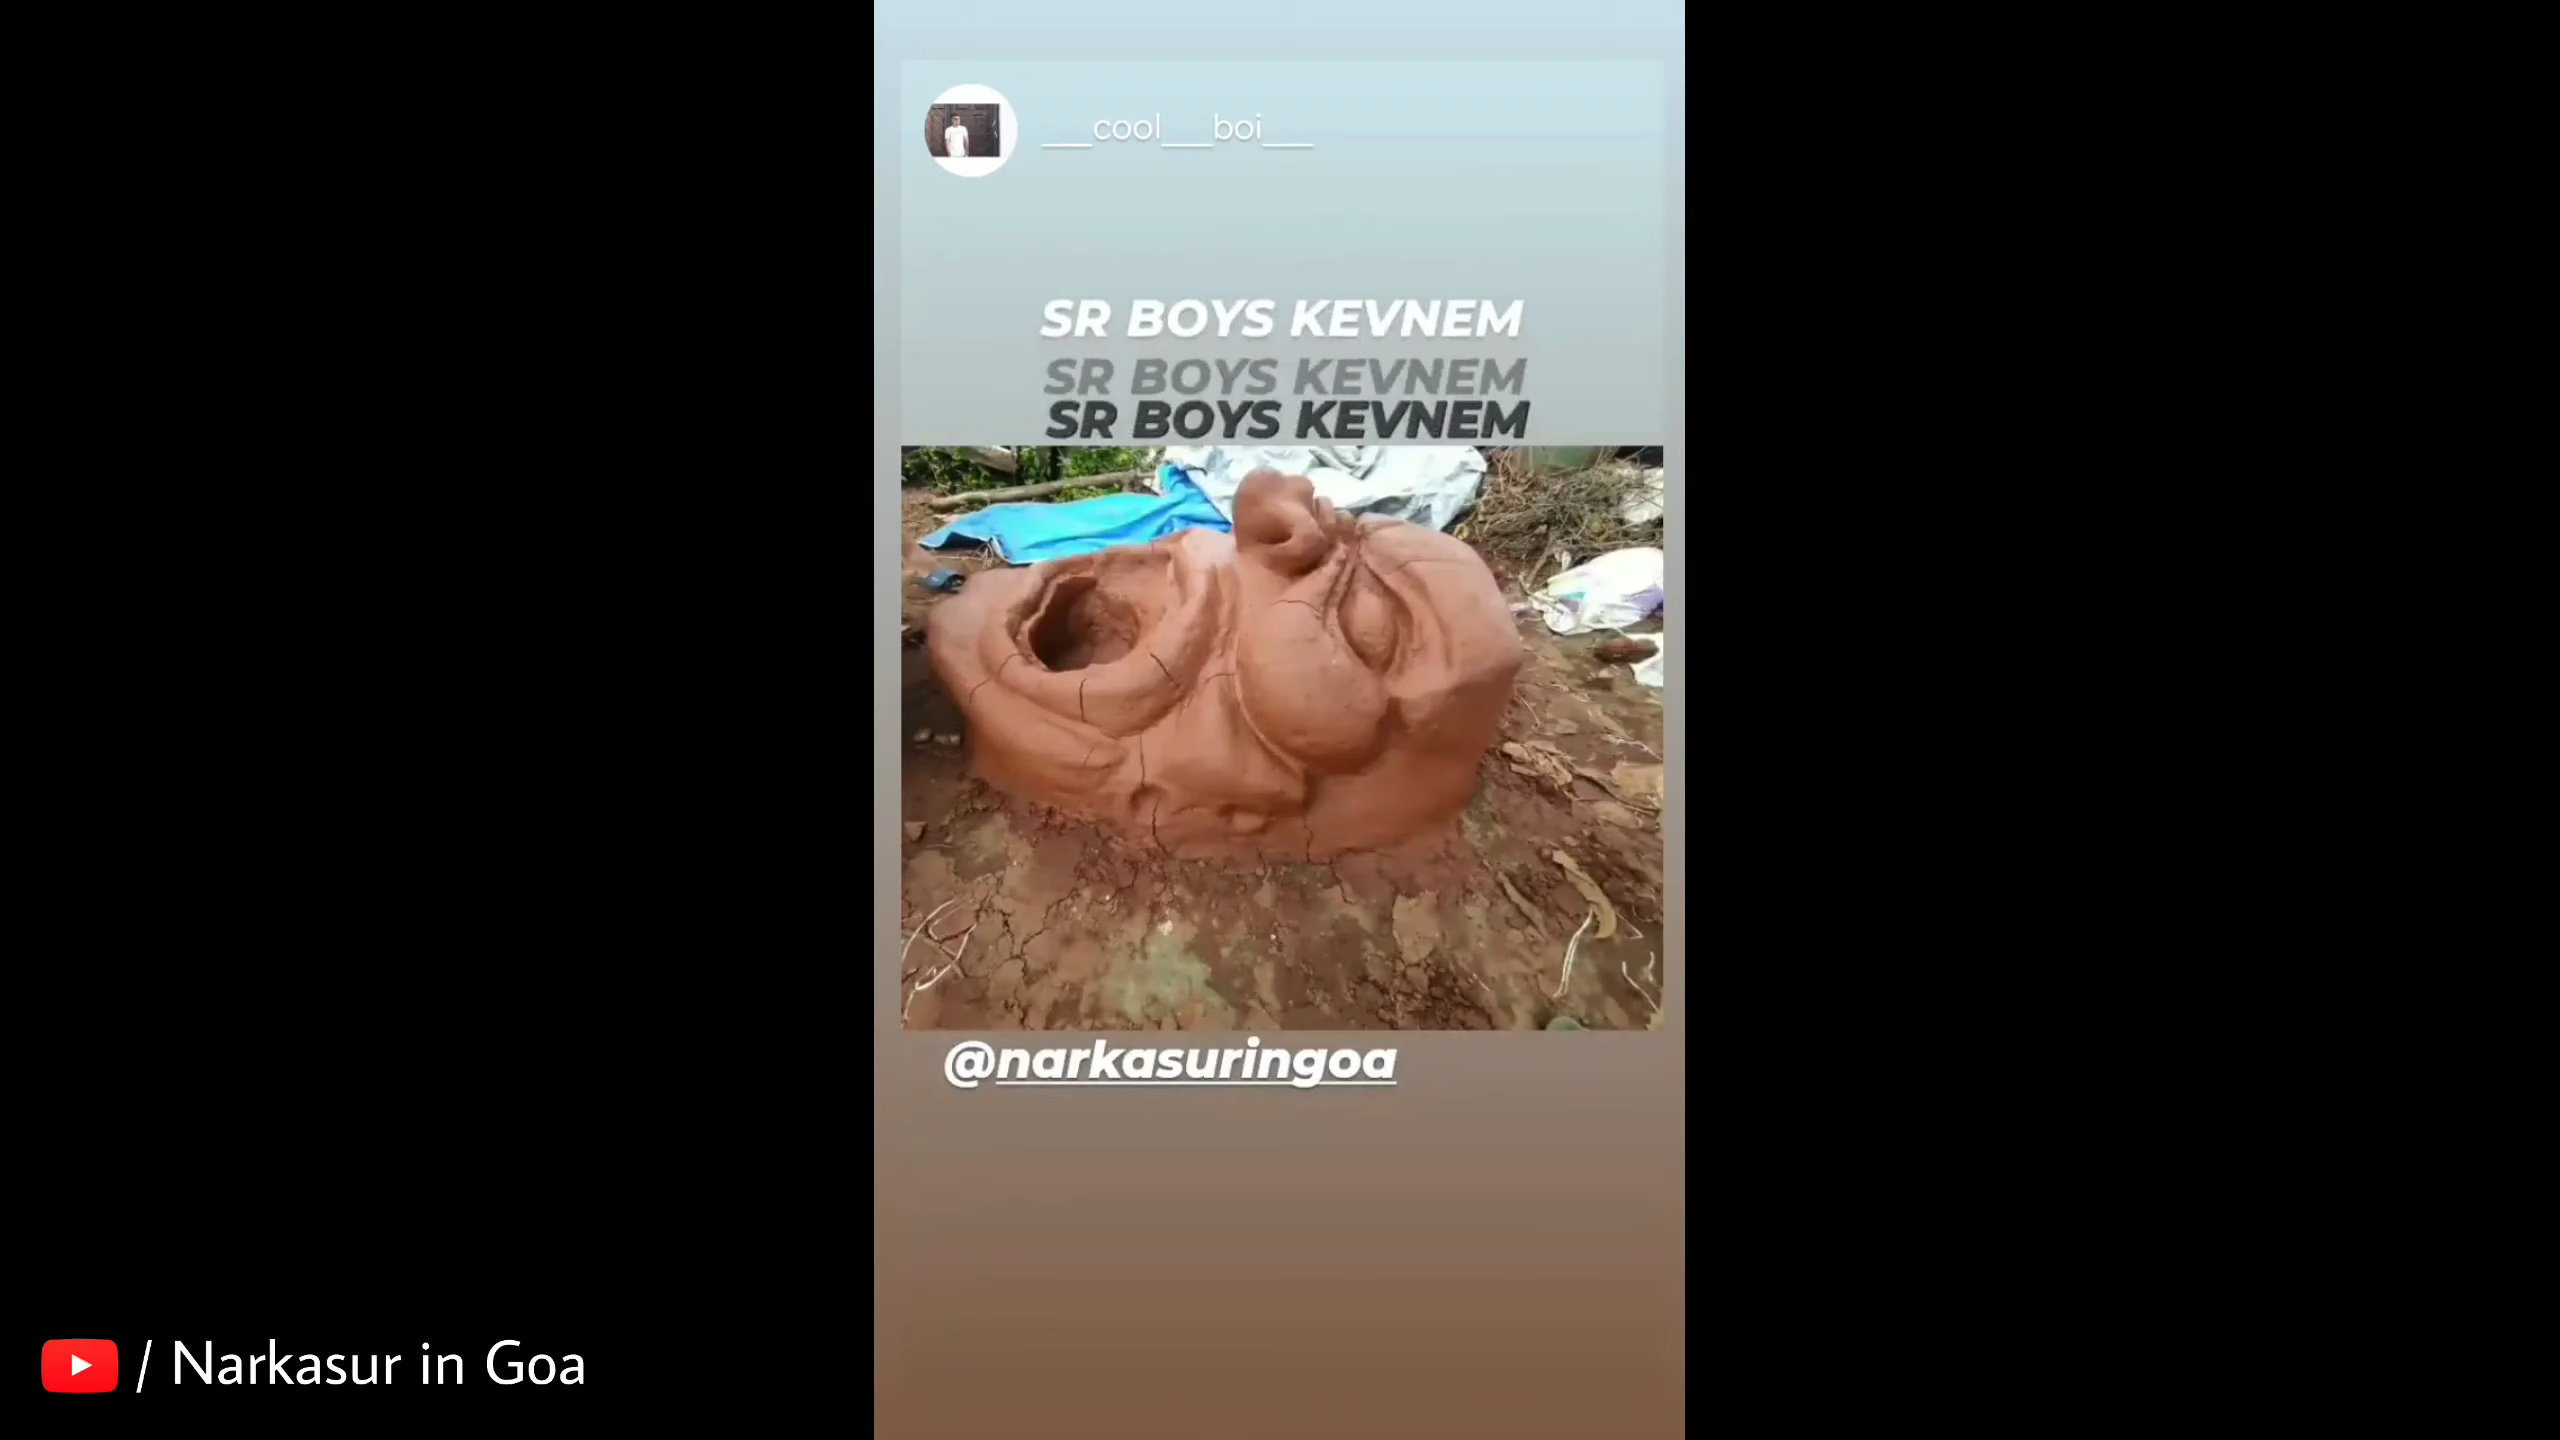 ___cool___boi___
SR BOYS KEVNEM
SR BOYS KEVNEM
SR BOYS KEVNEM
@narkasuringoa
/ Narkasur in Goa